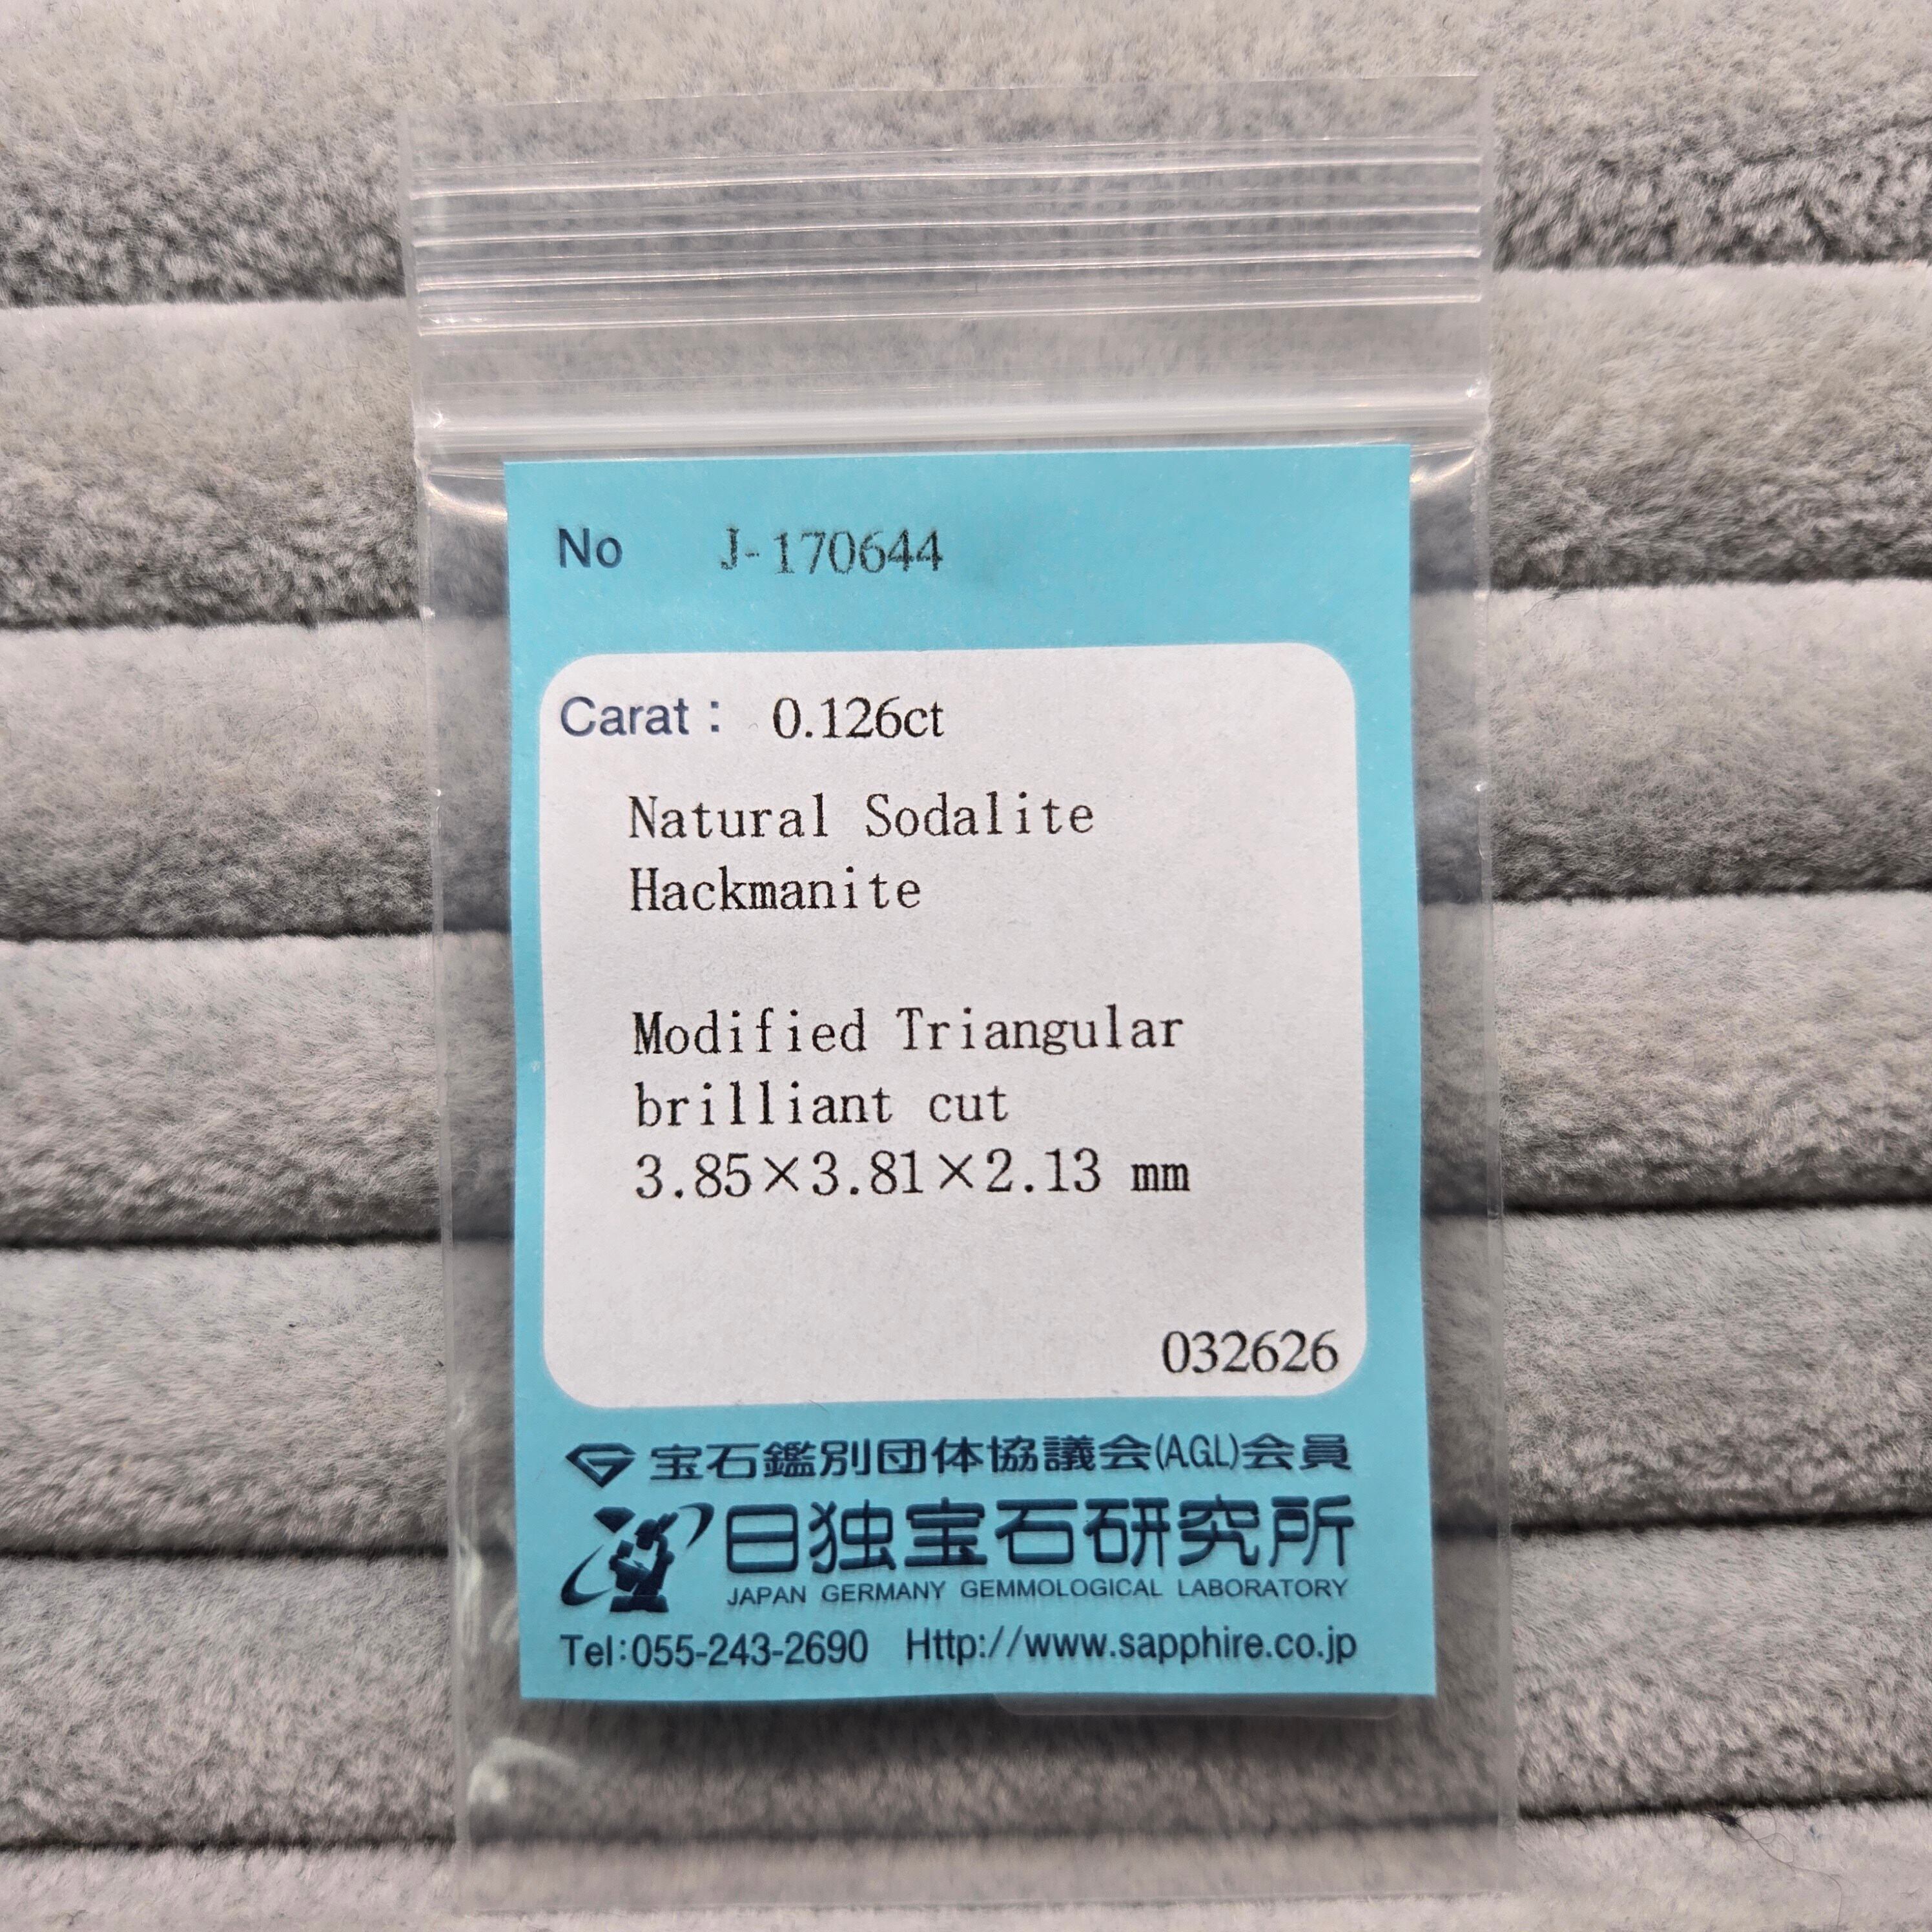 No J-170644
Carat： 0.126ct
Natural Sodalite
Hackmanite
Modified Triangular
brilliant cut
3.85×3.81×2.13 mm
032626
宝石鑑別団体協議会(AGL)会員
日独宝石研究所
JAPAN GERMANY GEMMOLOGICAL LABORATORY
Tel:055-243-2690 Http://www.sapphire.co.jp